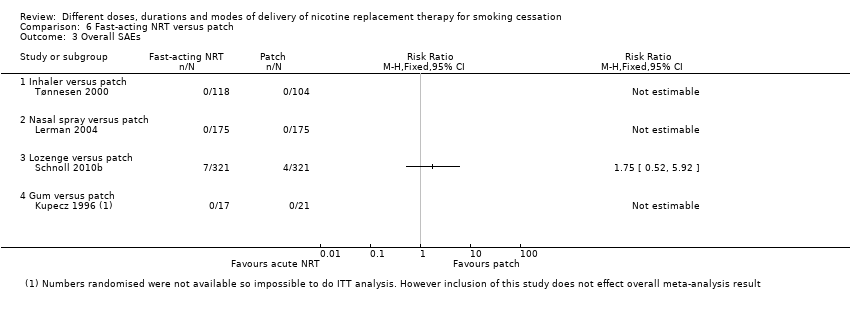 Review: Different doses, durations and modes of delivery of nicotine replacement therapy for smoking cessation
Comparison: 6 Fast-acting NRT versus patch
Outcome: 3 Overall SAEs
Study or subgroup Fast-acting NRT Patch Risk Ratio Risk Ratio
n/N n/N M-H,Fixed,95% CI M-H,Fixed,95% CI
1 Inhaler versus patch
Tønnesen 2000 0/118 0/104 Not estimable
2 Nasal spray versus patch
Lerman 2004 0/175 0/175 Not estimable
3 Lozenge versus patch
Schnoll 2010b 7/321 4/321 1.75 [ 0.52, 5.92 ]
4 Gum versus patch
Kupecz 1996 (1) 0/17 0/21 Not estimable
0.01 0.1 1 10 100
Favours acute NRT Favours patch
(1) Numbers randomised were not available so impossible to do ITT analysis. However inclusion of this study does not effect overall meta-analysis result